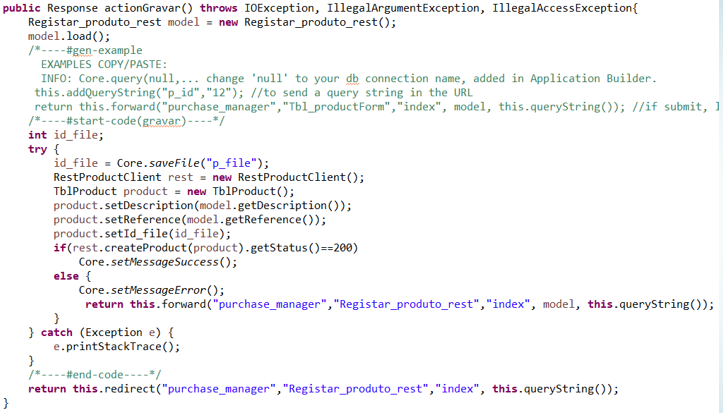 public Response actionGravar() throws IOException, IllegalArgumentException, IllegalAccessException{
    Registar_produto_rest model = new Registar_produto_rest();
    model.load();
    /*----#gen-example
      EXAMPLES COPY/PASTE:
      INFO: Core.query(null,... change 'null' to your db connection name, added in Application Builder.
     this.addQueryString("p_id","12"); //to send a query string in the URL
     return this.forward("purchase_manager","Tbl_productForm","index", model, this.queryString()); //if submit,
    /*----#start-code(gravar)----*/
    int id_file;
    try {
        id_file = Core.saveFile("p_file");
        RestProductClient rest = new RestProductClient();
        TblProduct product = new TblProduct();
        product.setDescription(model.getDescription());
        product.setReference(model.getReference());
        product.setId_file(id_file);
        if(rest.createProduct(product).getStatus()==200)
            Core.setMessageSuccess();
        else {
            Core.setMessageError();
             return this.forward("purchase_manager","Registar_produto_rest","index", model, this.queryString());
        }
    } catch (Exception e) {
        e.printStackTrace();
    }
    /*----#end-code----*/
    return this.redirect("purchase_manager","Registar_produto_rest","index", this.queryString());
}